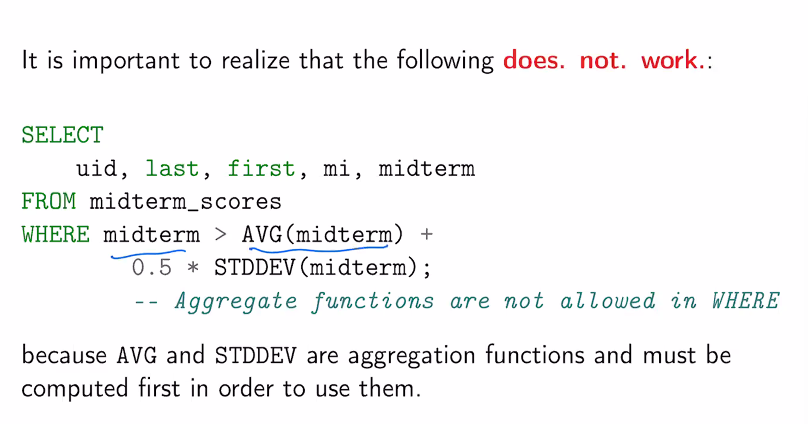 It is important to realize that the following does. not. work.:
SELECT
uid, last, first, mi, midterm
FROM midterm_scores
WHERE midterm > AVG(midterm) +
0.5 * STDDEV(midterm);
-- Aggregate functions are not allowed in WHERE
because AVG and STDDEV are aggregation functions and must be
computed first in order to use them.